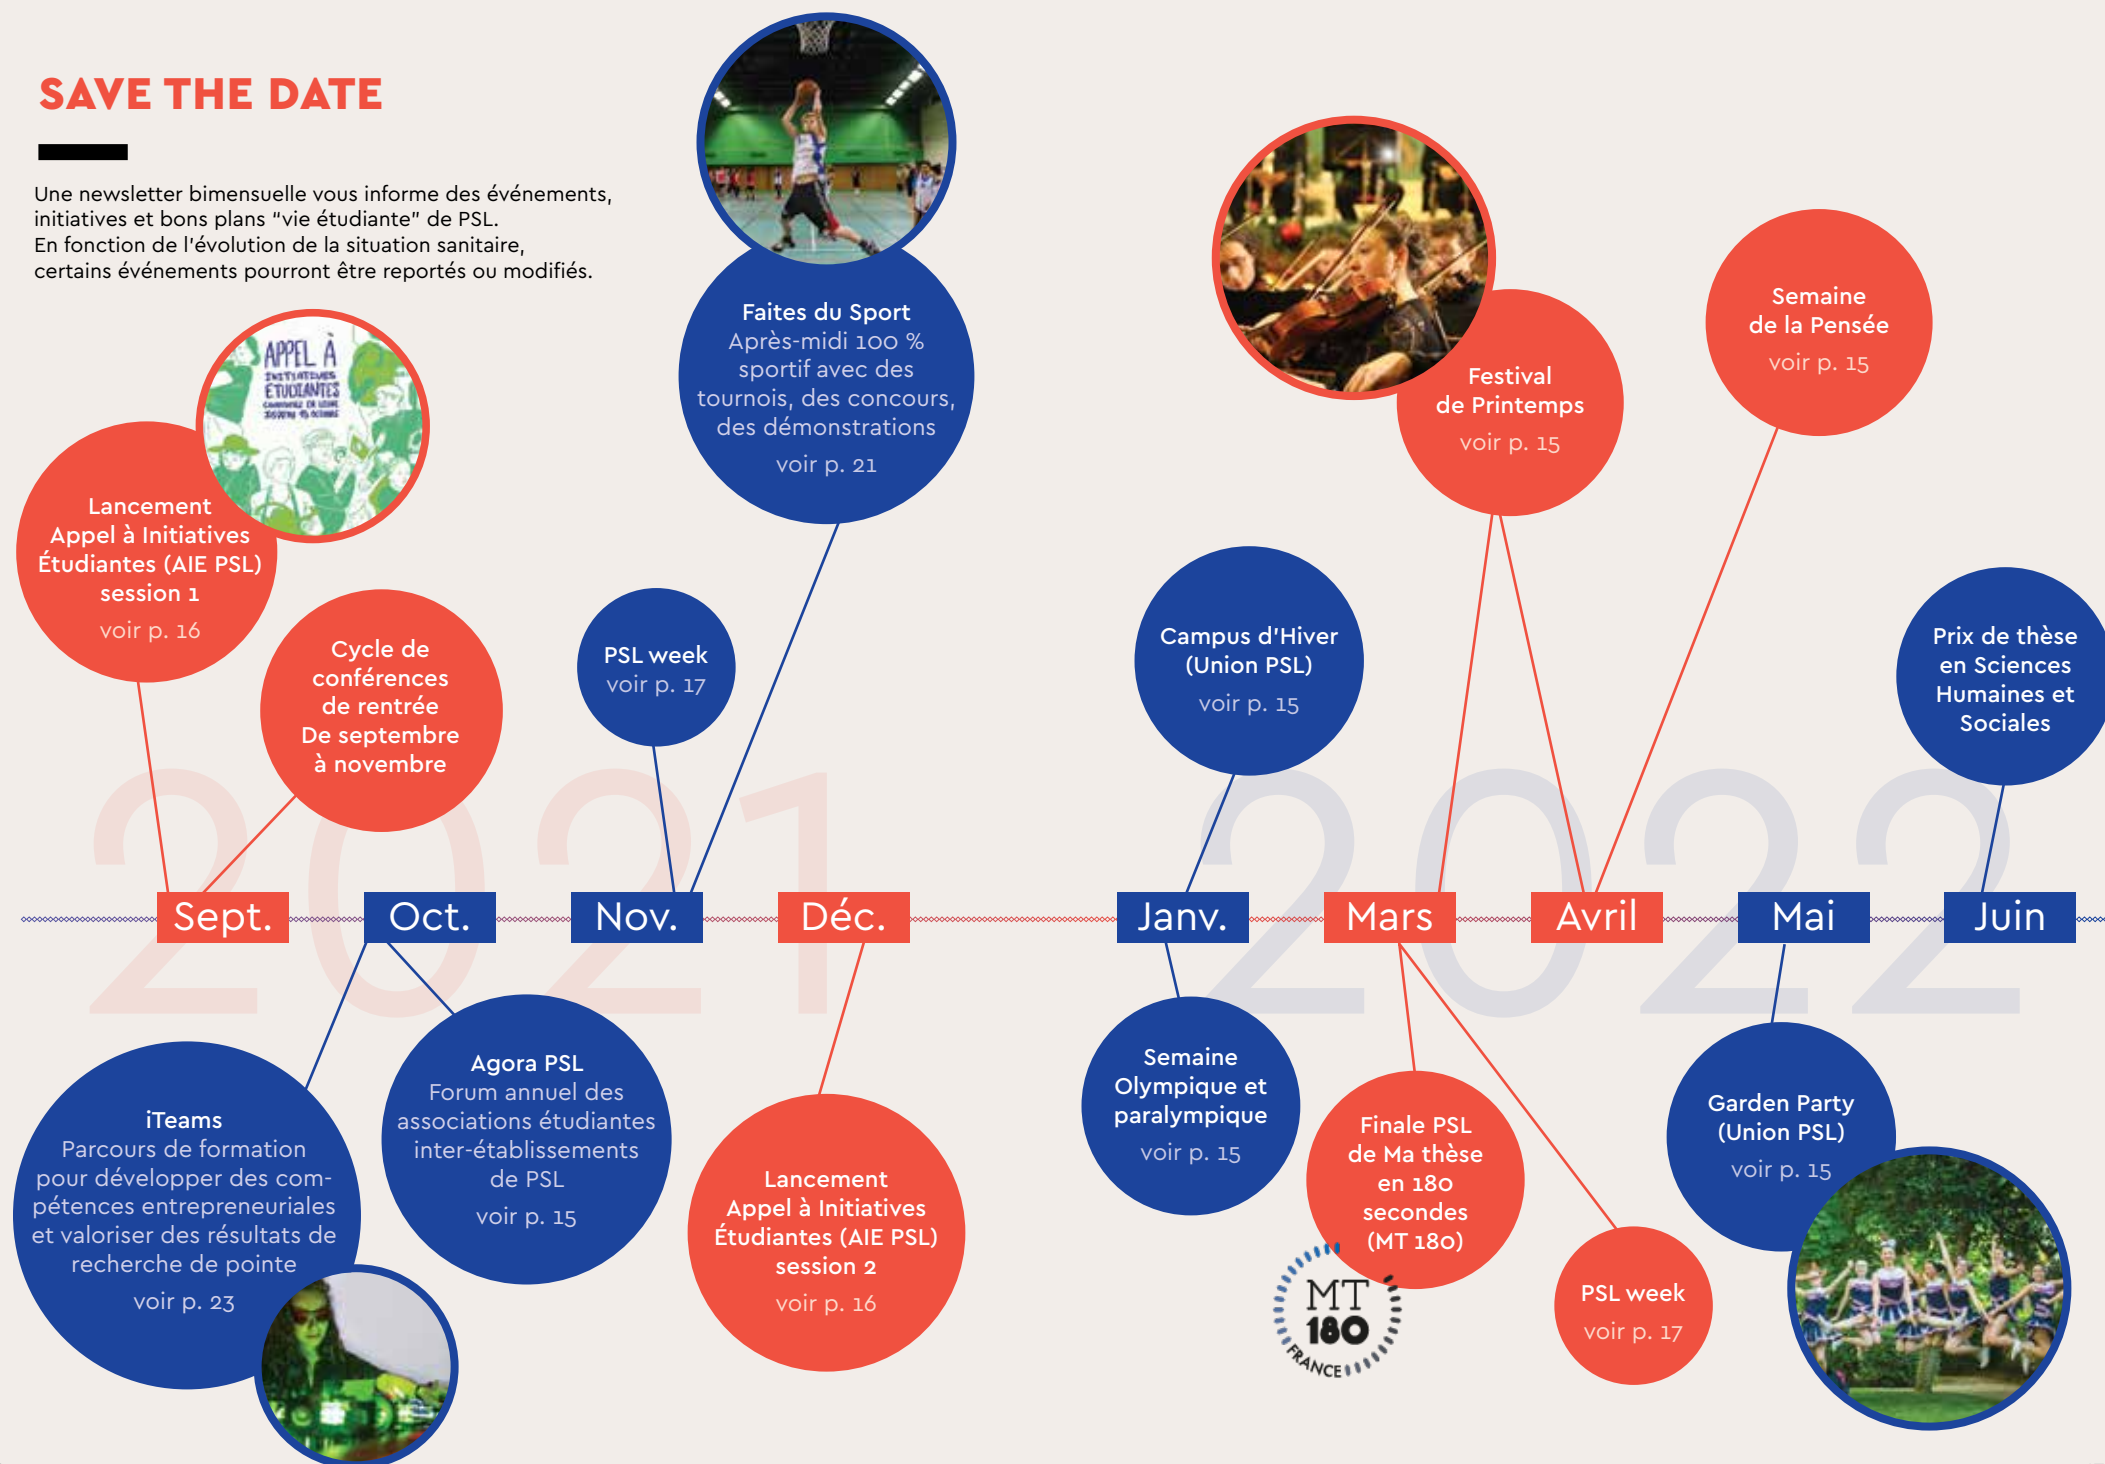 SAVE THE DATE
Une newsletter bimensuelle vous informe des événements,
initiatives et bons plans “vie étudiante” de PSL.
En fonction de l'évolution de la situation sanitaire,
certains événements pourront être reportés ou modifiés.
APPEL À
INITIATIVES
ÉTUDIANTES
Lancement
Appel à Initiatives
Étudiantes (AIE PSL)
session 1
voir p. 16
Cycle de
conférences
de rentrée
De septembre
à novembre
PSL week
voir p. 17
Faites du Sport
Après-midi 100 %
sportif avec des
tournois, des concours,
des démonstrations
voir p. 21
Campus d'Hiver
(Union PSL)
voir p. 15
Festival
de Printemps
voir p. 15
Semaine
de la Pensée
voir p. 15
Prix de thèse
en Sciences
Humaines et
Sociales
2021
2022
Sept.
Oct.
Nov.
Déc.
Janv.
Mars
Avril
Mai
Juin
iTeams
Parcours de formation
pour développer des com-
pétences entrepreneuriales
et valoriser des résultats de
recherche de pointe
voir p. 23
Agora PSL
Forum annuel des
associations étudiantes
inter-établissements
de PSL
voir p. 15
Lancement
Appel à Initiatives
Étudiantes (AIE PSL)
session 2
voir p. 16
Semaine
Olympique et
paralympique
voir p. 15
Finale PSL
de Ma thèse
en 180
secondes
(MT 180)
MT
180
FRANCE
PSL week
voir p. 17
Garden Party
(Union PSL)
voir p. 15